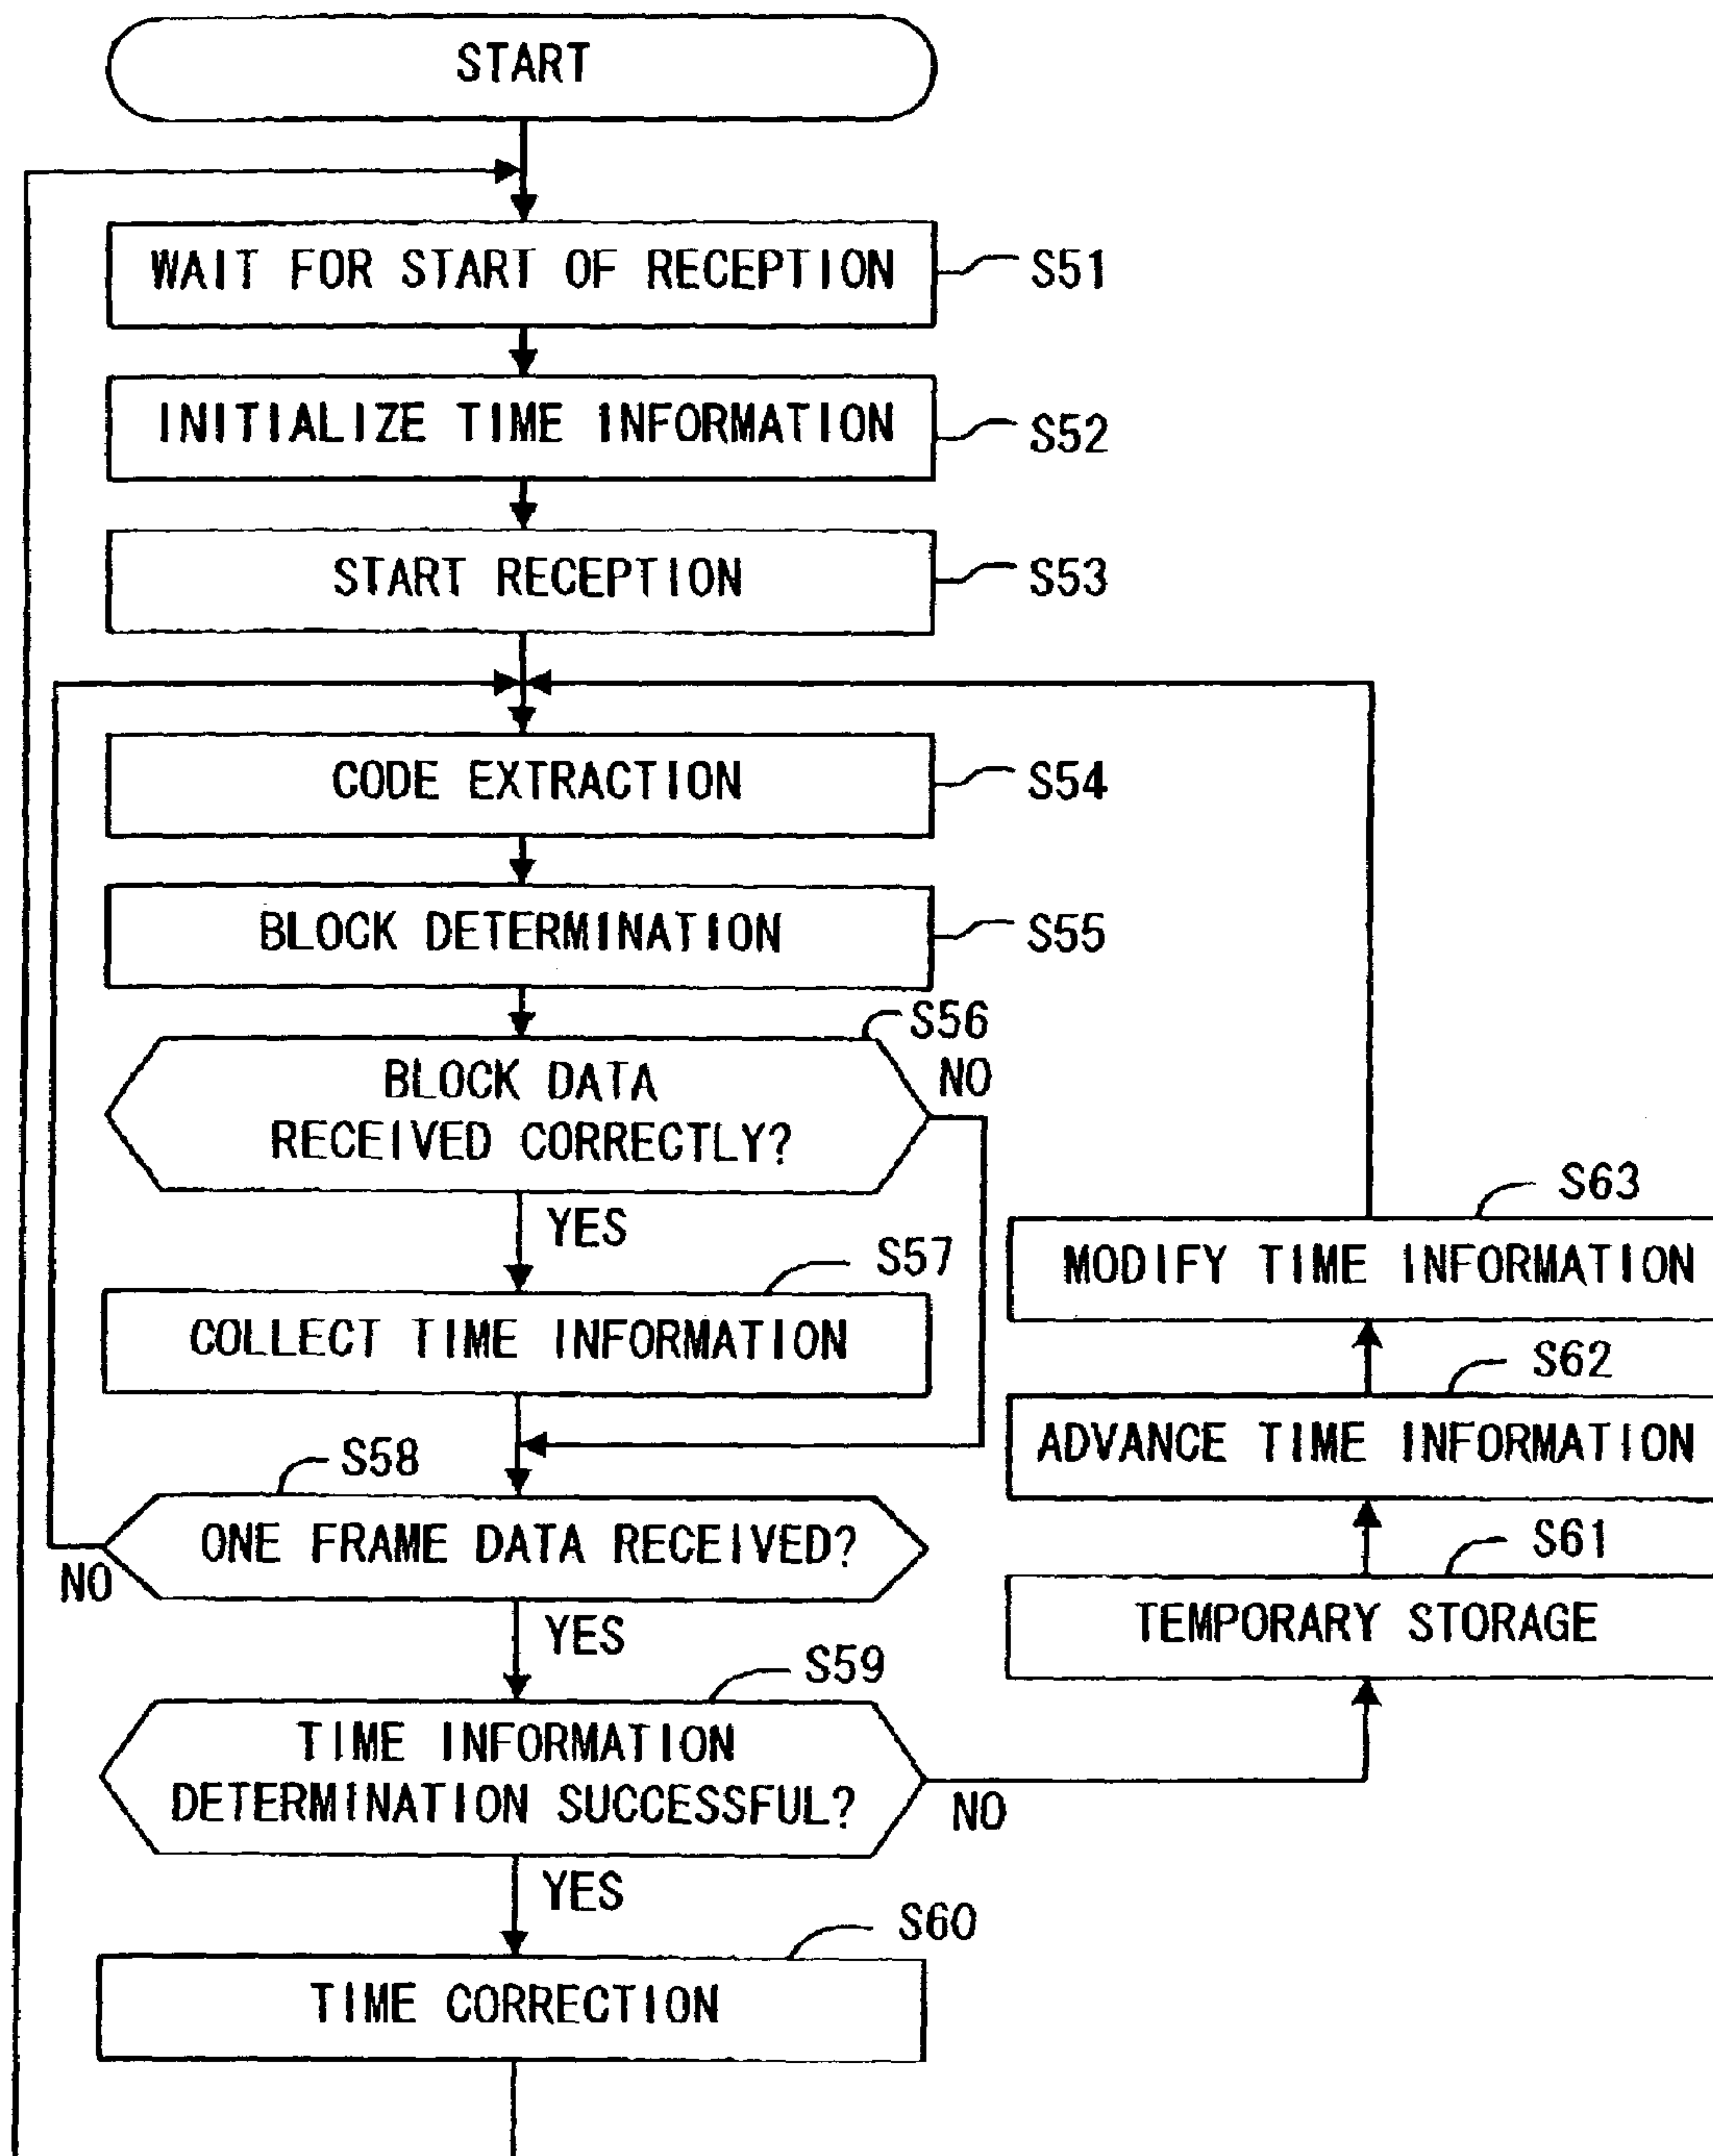 START
WAIT FOR START OF RECEPTION
S51
INITIALIZE TIME INFORMATION
S52
START RECEPTION
S53
CODE EXTRACTION
S54
BLOCK DETERMINATION
S55
S56
BLOCK DATA
RECEIVED CORRECTLY?
NO
YES
S57
COLLECT TIME INFORMATION
S58
ONE FRAME DATA RECEIVED?
NO
YES
S59
TIME INFORMATION
DETERMINATION SUCCESSFUL?
NO
YES
S60
TIME CORRECTION
S63
MODIFY TIME INFORMATION
S62
ADVANCE TIME INFORMATION
S61
TEMPORARY STORAGE